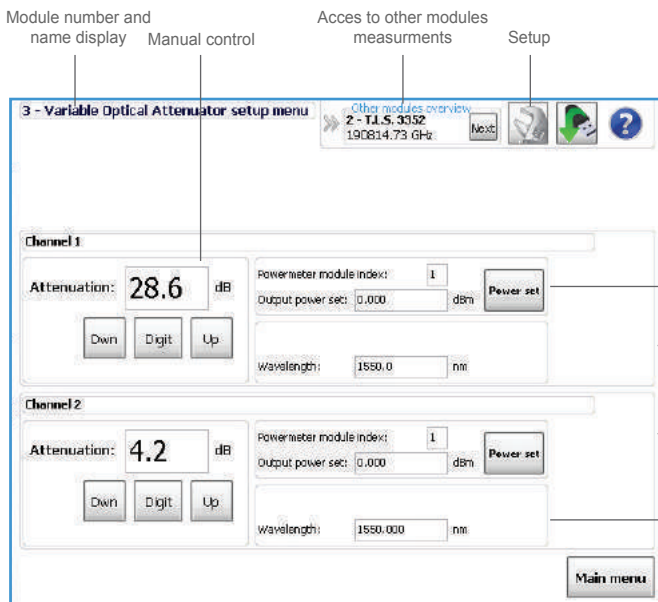 Module number and name display
Manual control
Acces to other modules measurments
Setup
3 - Variable Optical Attenuator setup menu
Other modules overview
2 - T.L.S. 3352
190814.73 GHz
Next
Channel 1
Attenuation: 28.6 dB
Dwn Digit Up
Powermeter module index: 1
Output power set: 0.000 dBm
Power set
Wavelength: 1550.0 nm
Channel 2
Attenuation: 4.2 dB
Dwn Digit Up
Powermeter module index: 1
Output power set: 0.000 dBm
Power set
Wavelength: 1550.000 nm
Main menu